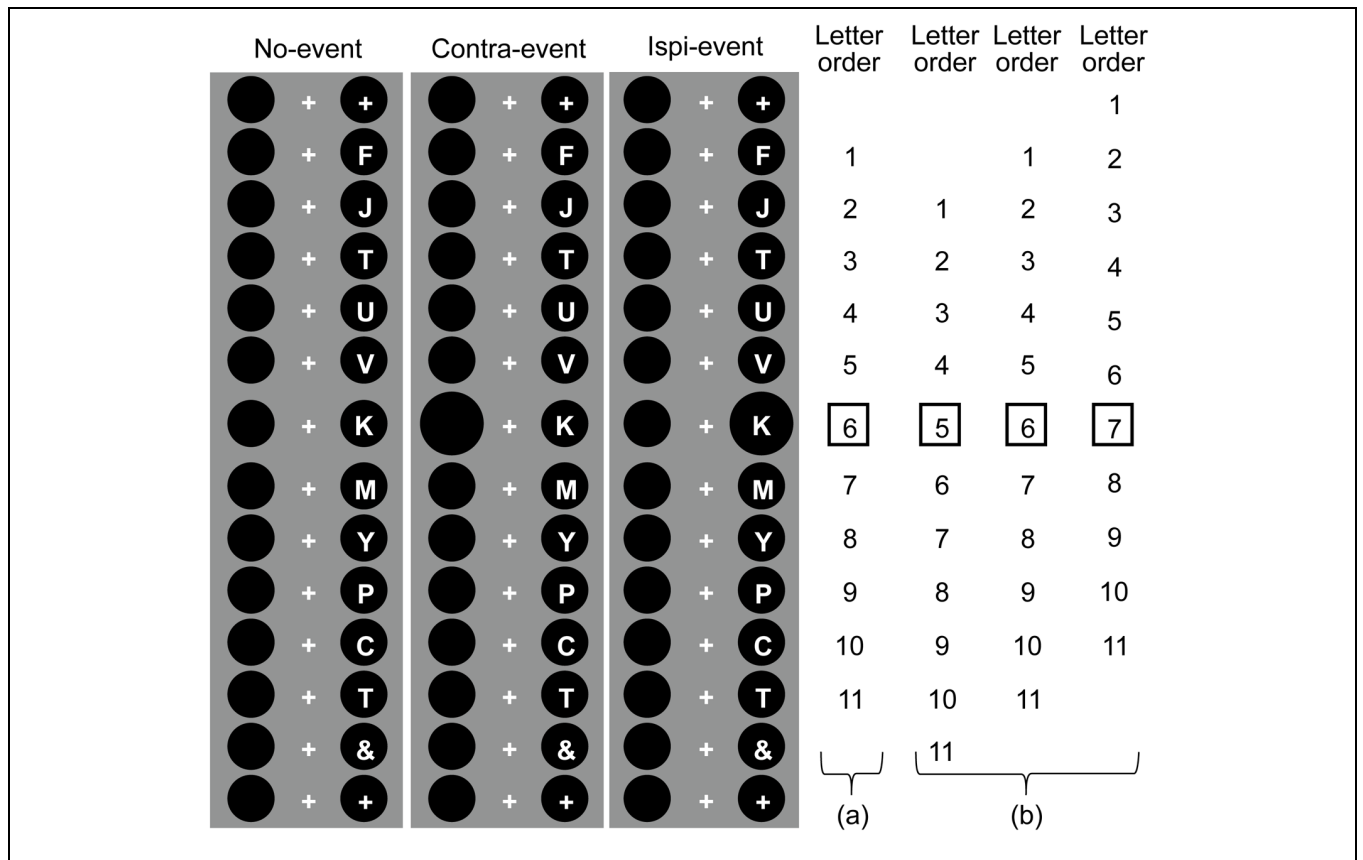 No-event Contra-event Ispi-event Letter order Letter order Letter order Letter order
+ + + + + + 1
+ F + F + F 1 1 2
+ J + J + J 2 1 2 3
+ T + T + T 3 2 3 4
+ U + U + U 4 3 4 5
+ V + V + V 5 4 5 6
+ K + K + K 6 5 6 7
+ M + M + M 7 6 7 8
+ Y + Y + Y 8 7 8 9
+ P + P + P 9 8 9 10
+ C + C + C 10 9 10 11
+ T + T + T 11 10 11
+ & + & + & 11
+ + + + + +
(a) (b)